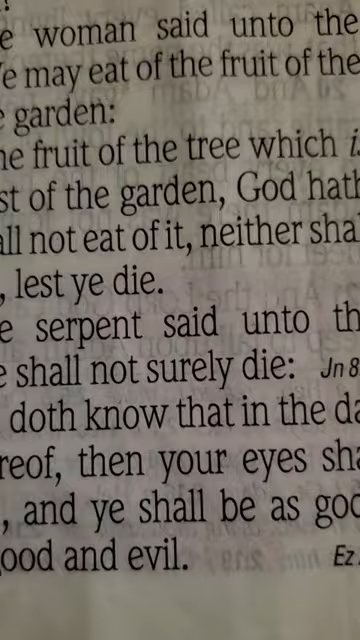 e woman said unto the
e may eat of the fruit of the
e garden:
he fruit of the tree which i
st of the garden, God hath
all not eat of it, neither sha
, lest ye die.
e serpent said unto th
e shall not surely die: Jn 8
doth know that in the da
reof, then your eyes sha
, and ye shall be as god
ood and evil. Ez